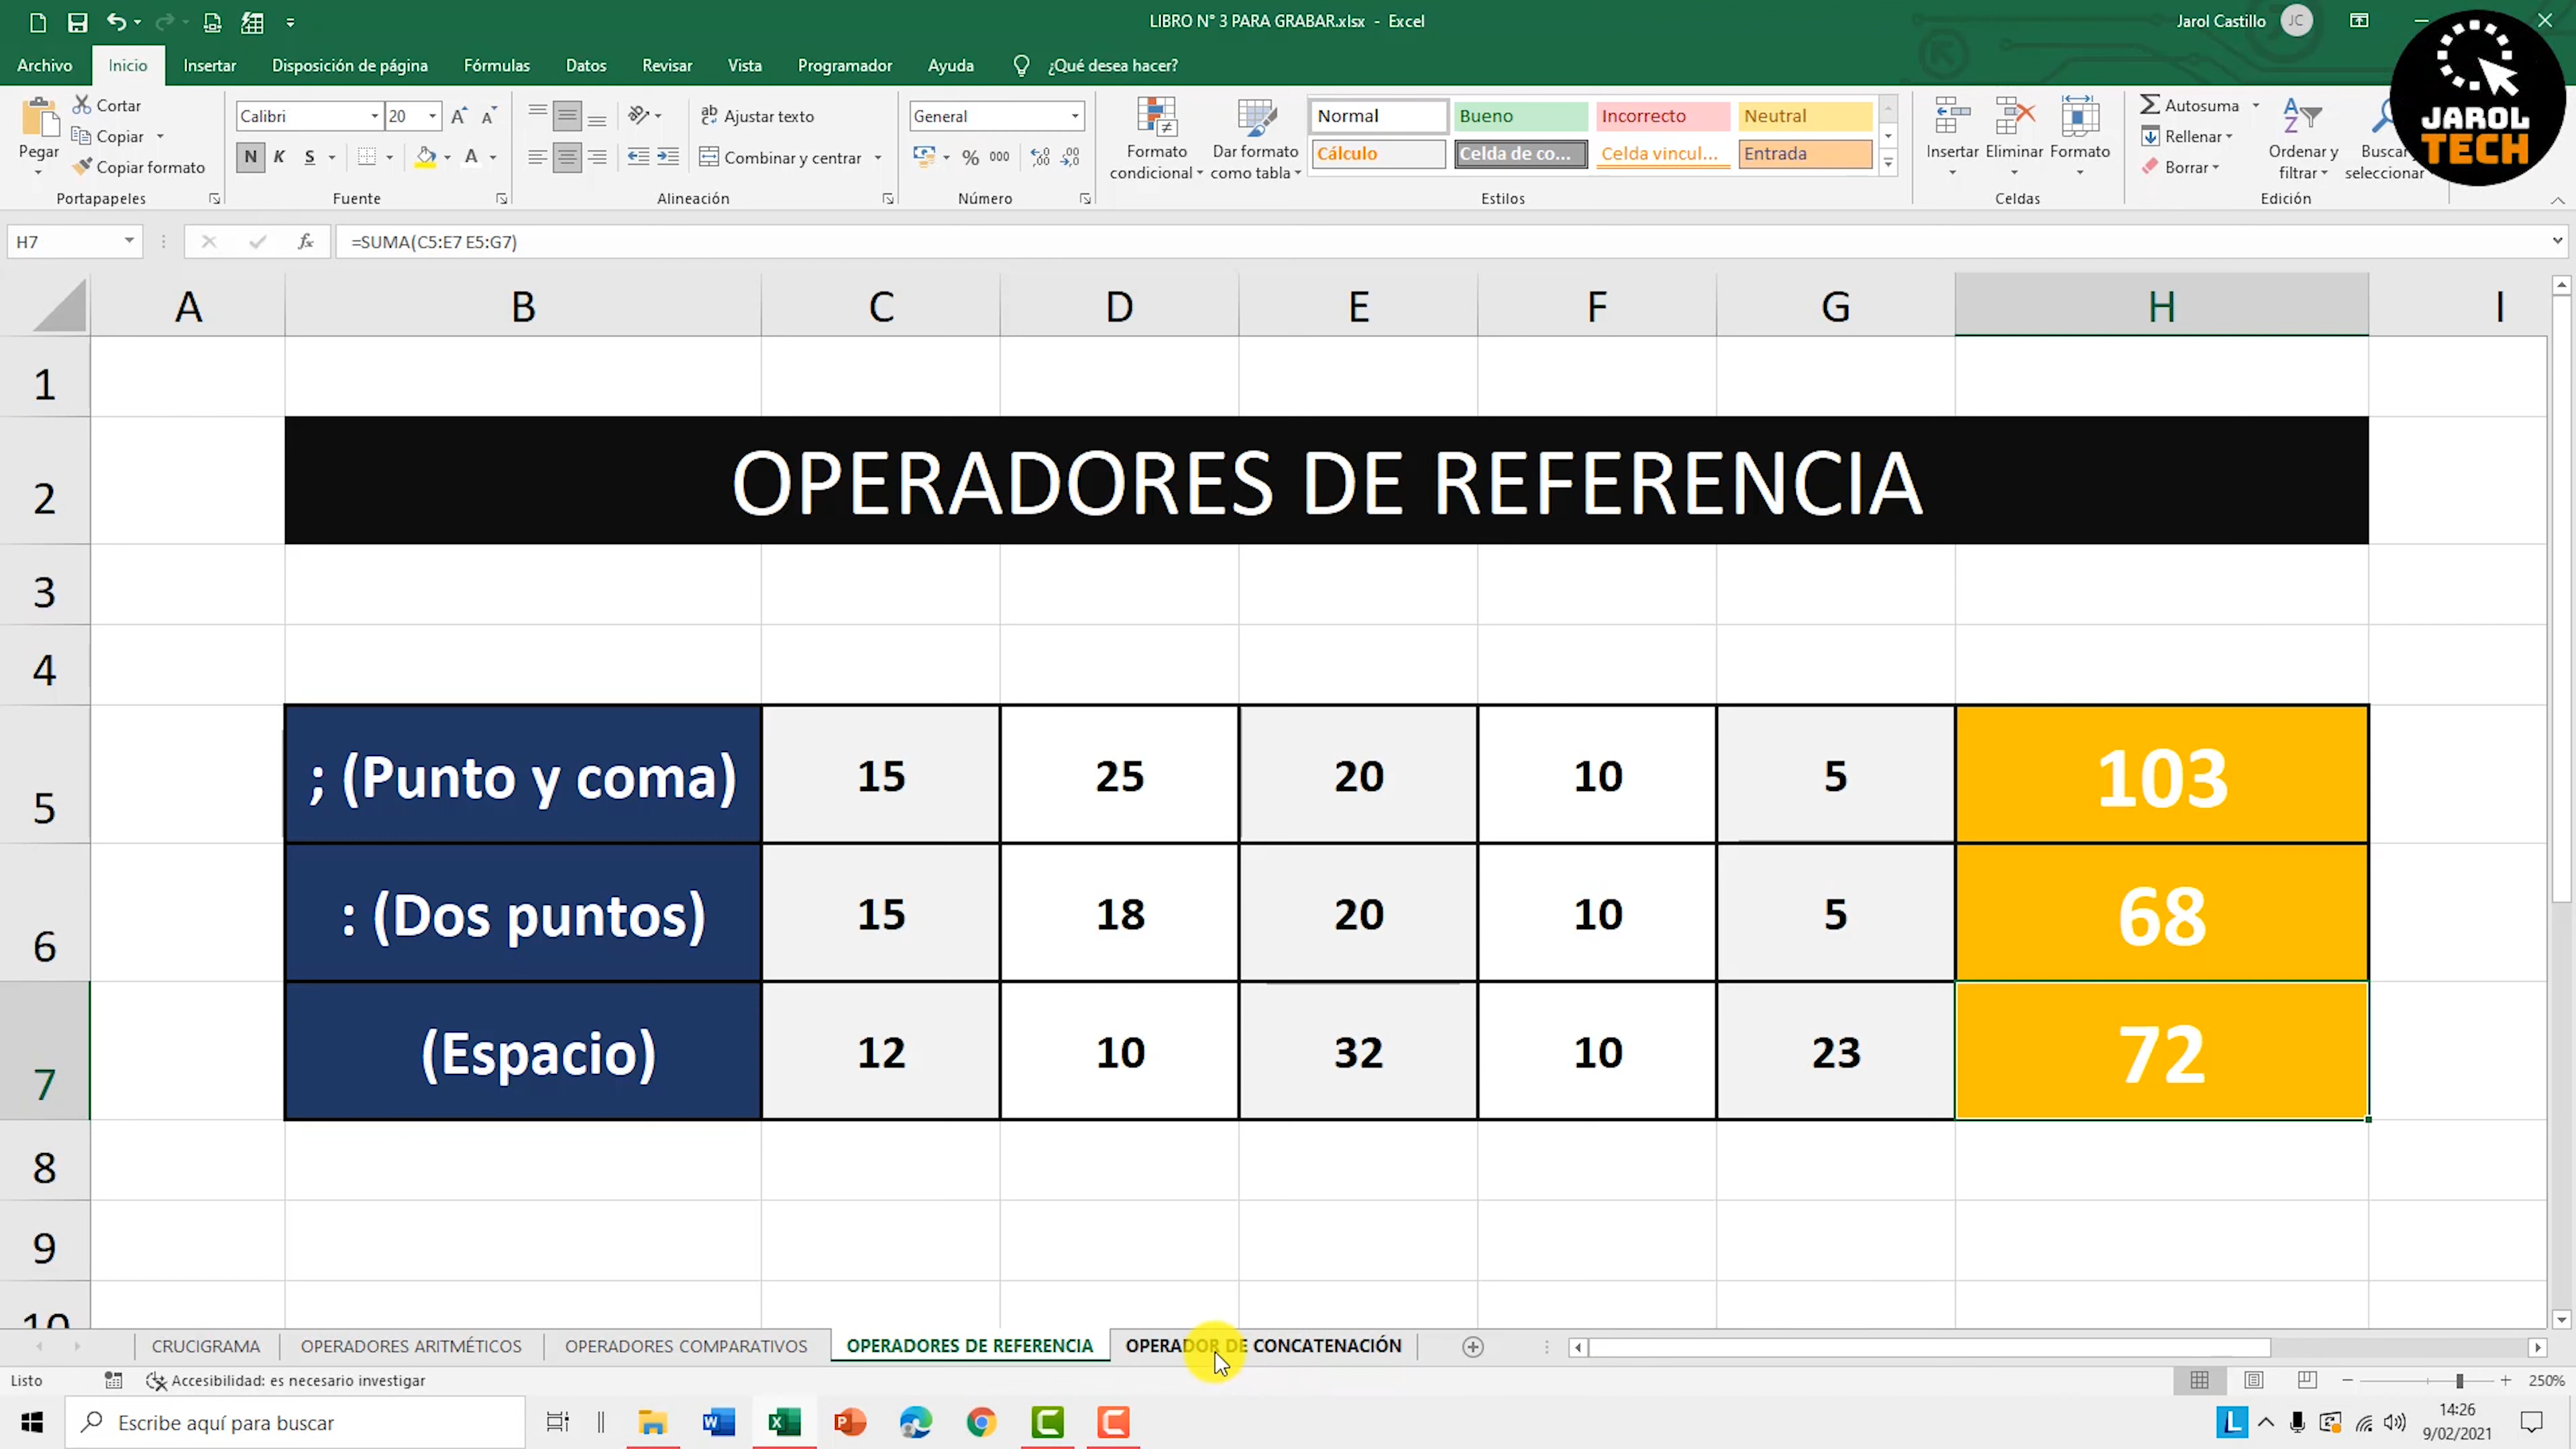 LIBRO N° 3 PARA GRABAR.xlsx - Excel
Jarol Castillo JC
Archivo Inicio Insertar Disposición de página Fórmulas Datos Revisar Vista Programador Ayuda ¿Qué desea hacer?
JAROL
TECH
Pegar
Cortar
Copiar
Copiar formato
Portapapeles
Calibri 20
N K S
Fuente
Ajustar texto
Combinar y centrar
Alineación
General
% 000
Número
Formato condicional
Dar formato como tabla
Normal Bueno Incorrecto Neutral
Cálculo Celda de co... Celda vincul... Entrada
Estilos
Insertar Eliminar Formato
Celdas
Autosuma
Rellenar
Borrar
Ordenar y filtrar
Buscar seleccionar
Edición
H7 fx =SUMA(C5:E7 E5:G7)
A B C D E F G H I
1
2 OPERADORES DE REFERENCIA
3
4
5 ; (Punto y coma) 15 25 20 10 5 103
6 : (Dos puntos) 15 18 20 10 5 68
7 (Espacio) 12 10 32 10 23 72
8
9
10
CRUCIGRAMA OPERADORES ARITMÉTICOS OPERADORES COMPARATIVOS OPERADORES DE REFERENCIA OPERADOR DE CONCATENACIÓN
Listo Accesibilidad: es necesario investigar 250%
Escribe aquí para buscar
14:26
9/02/2021